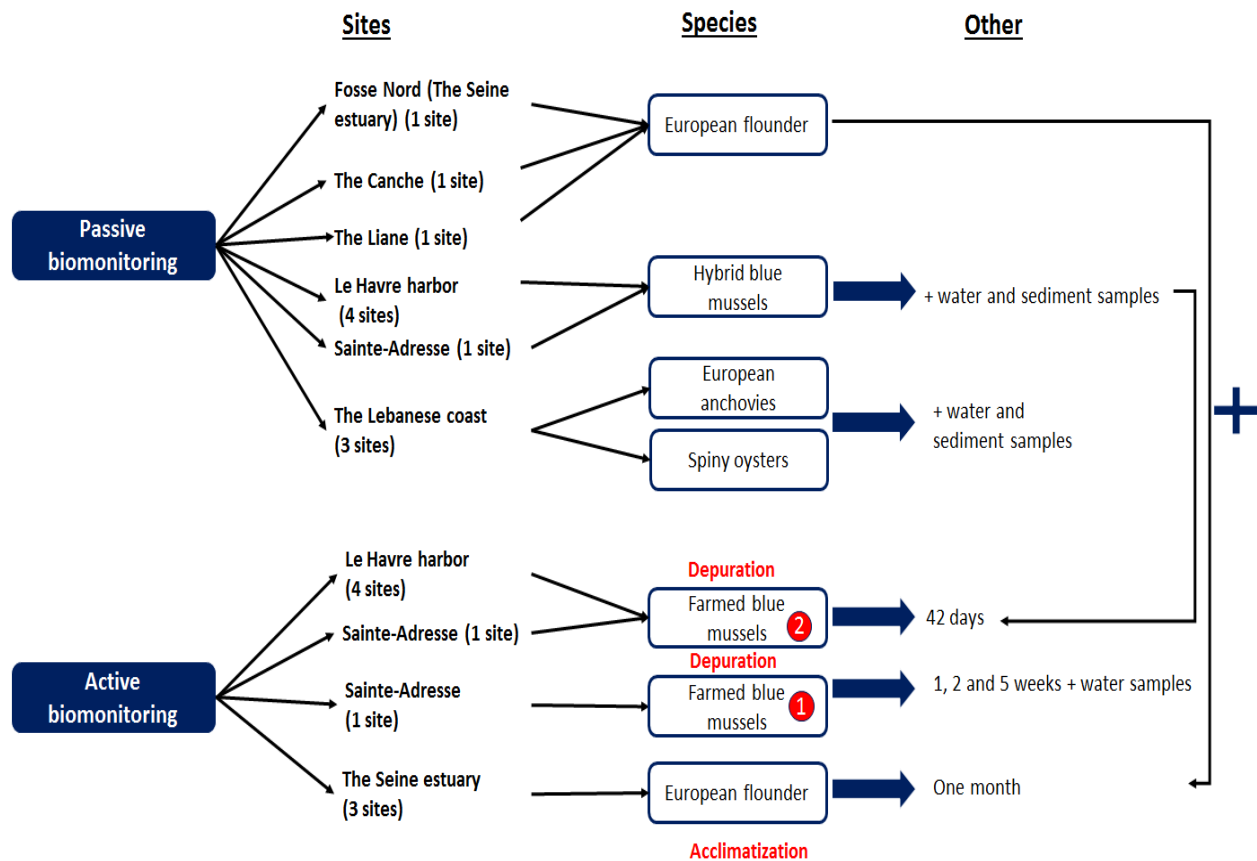 Sites
Species
Other
Passive
biomonitoring
Fosse Nord (The Seine
estuary) (1 site)
The Canche (1 site)
The Liane (1 site)
Le Havre harbor
(4 sites)
Sainte-Adresse (1 site)
The Lebanese coast
(3 sites)
European flounder
Hybrid blue
mussels
+ water and sediment samples
European
anchovies
Spiny oysters
+ water and
sediment samples
+
Active
biomonitoring
Le Havre harbor
(4 sites)
Sainte-Adresse (1 site)
Sainte-Adresse
(1 site)
The Seine estuary
(3 sites)
Depuration
Farmed blue
mussels 2
42 days
Depuration
Farmed blue
mussels 1
1, 2 and 5 weeks + water samples
European flounder
One month
Acclimatization